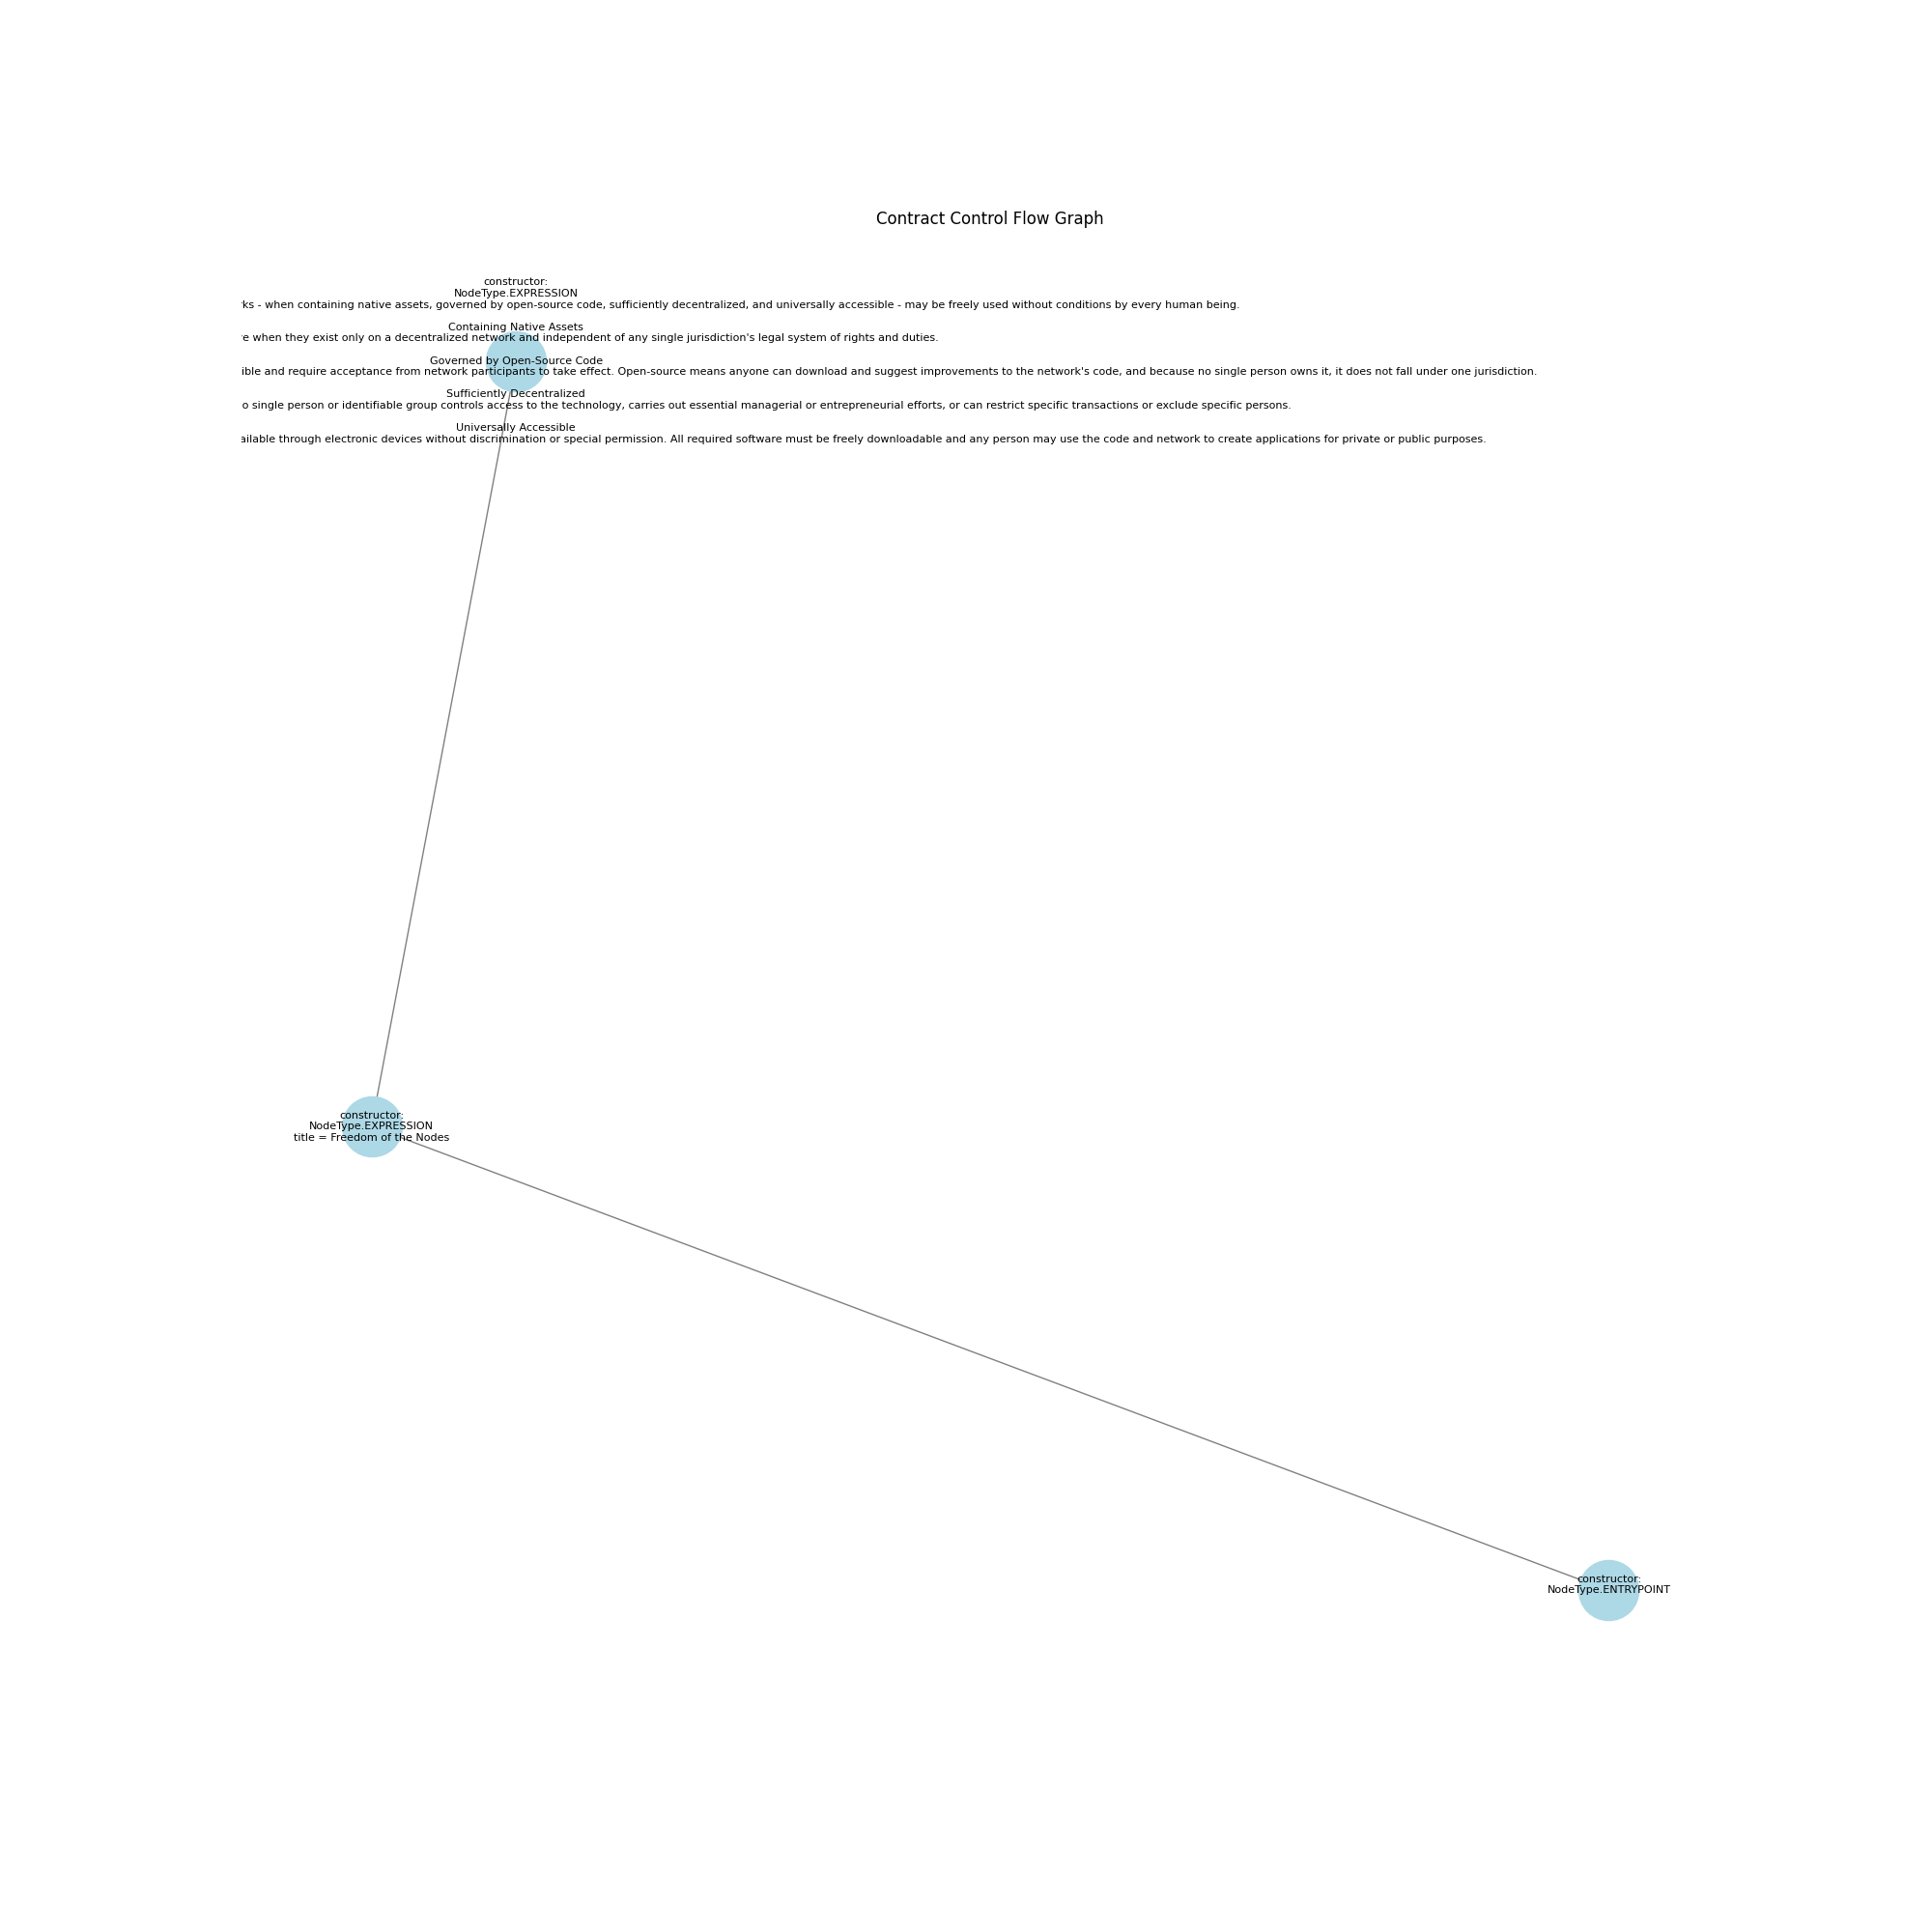 Contract Control Flow Graph
constructor:
NodeType.EXPRESSION
- when containing native assets, governed by open-source code, sufficiently decentralized, and universally accessible - may be freely used without conditions by every human being.
Containing Native Assets
when they exist only on a decentralized network and independent of any single jurisdiction's legal system of rights and duties.
Governed by Open-Source Code
and require acceptance from network participants to take effect. Open-source means anyone can download and suggest improvements to the network's code, and because no single person owns it, it does not fall under one jurisdiction.
Sufficiently Decentralized
single person or identifiable group controls access to the technology, carries out essential managerial or entrepreneurial efforts, or can restrict specific transactions or exclude specific persons.
Universally Accessible
through electronic devices without discrimination or special permission. All required software must be freely downloadable and any person may use the code and network to create applications for private or public purposes.
constructor:
NodeType.EXPRESSION
title = Freedom of the Nodes
constructor:
NodeType.ENTRYPOINT